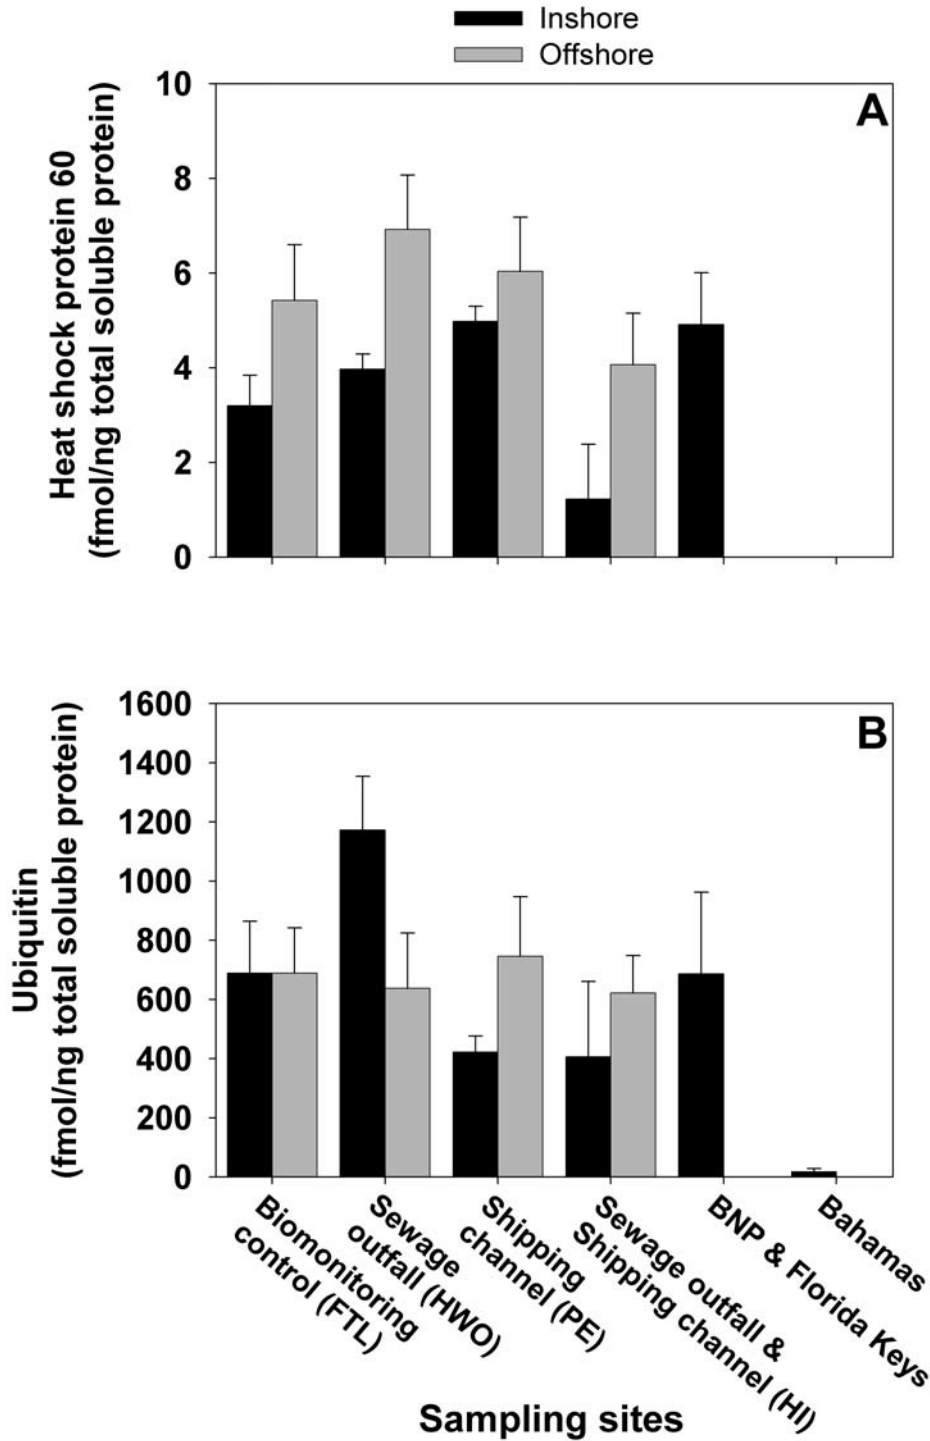 Inshore
Offshore
A
Heat shock protein 60
(fmol/ng total soluble protein)
10
8
6
4
2
0
B
Ubiquitin
(fmol/ng total soluble protein)
1600
1400
1200
1000
800
600
400
200
0
Biomonitoring
control (FTL)
Sewage
outfall (HWO)
Shipping
channel (PE)
Sewage outfall &
Shipping channel (HI)
BNP & Florida Keys
Bahamas
Sampling sites